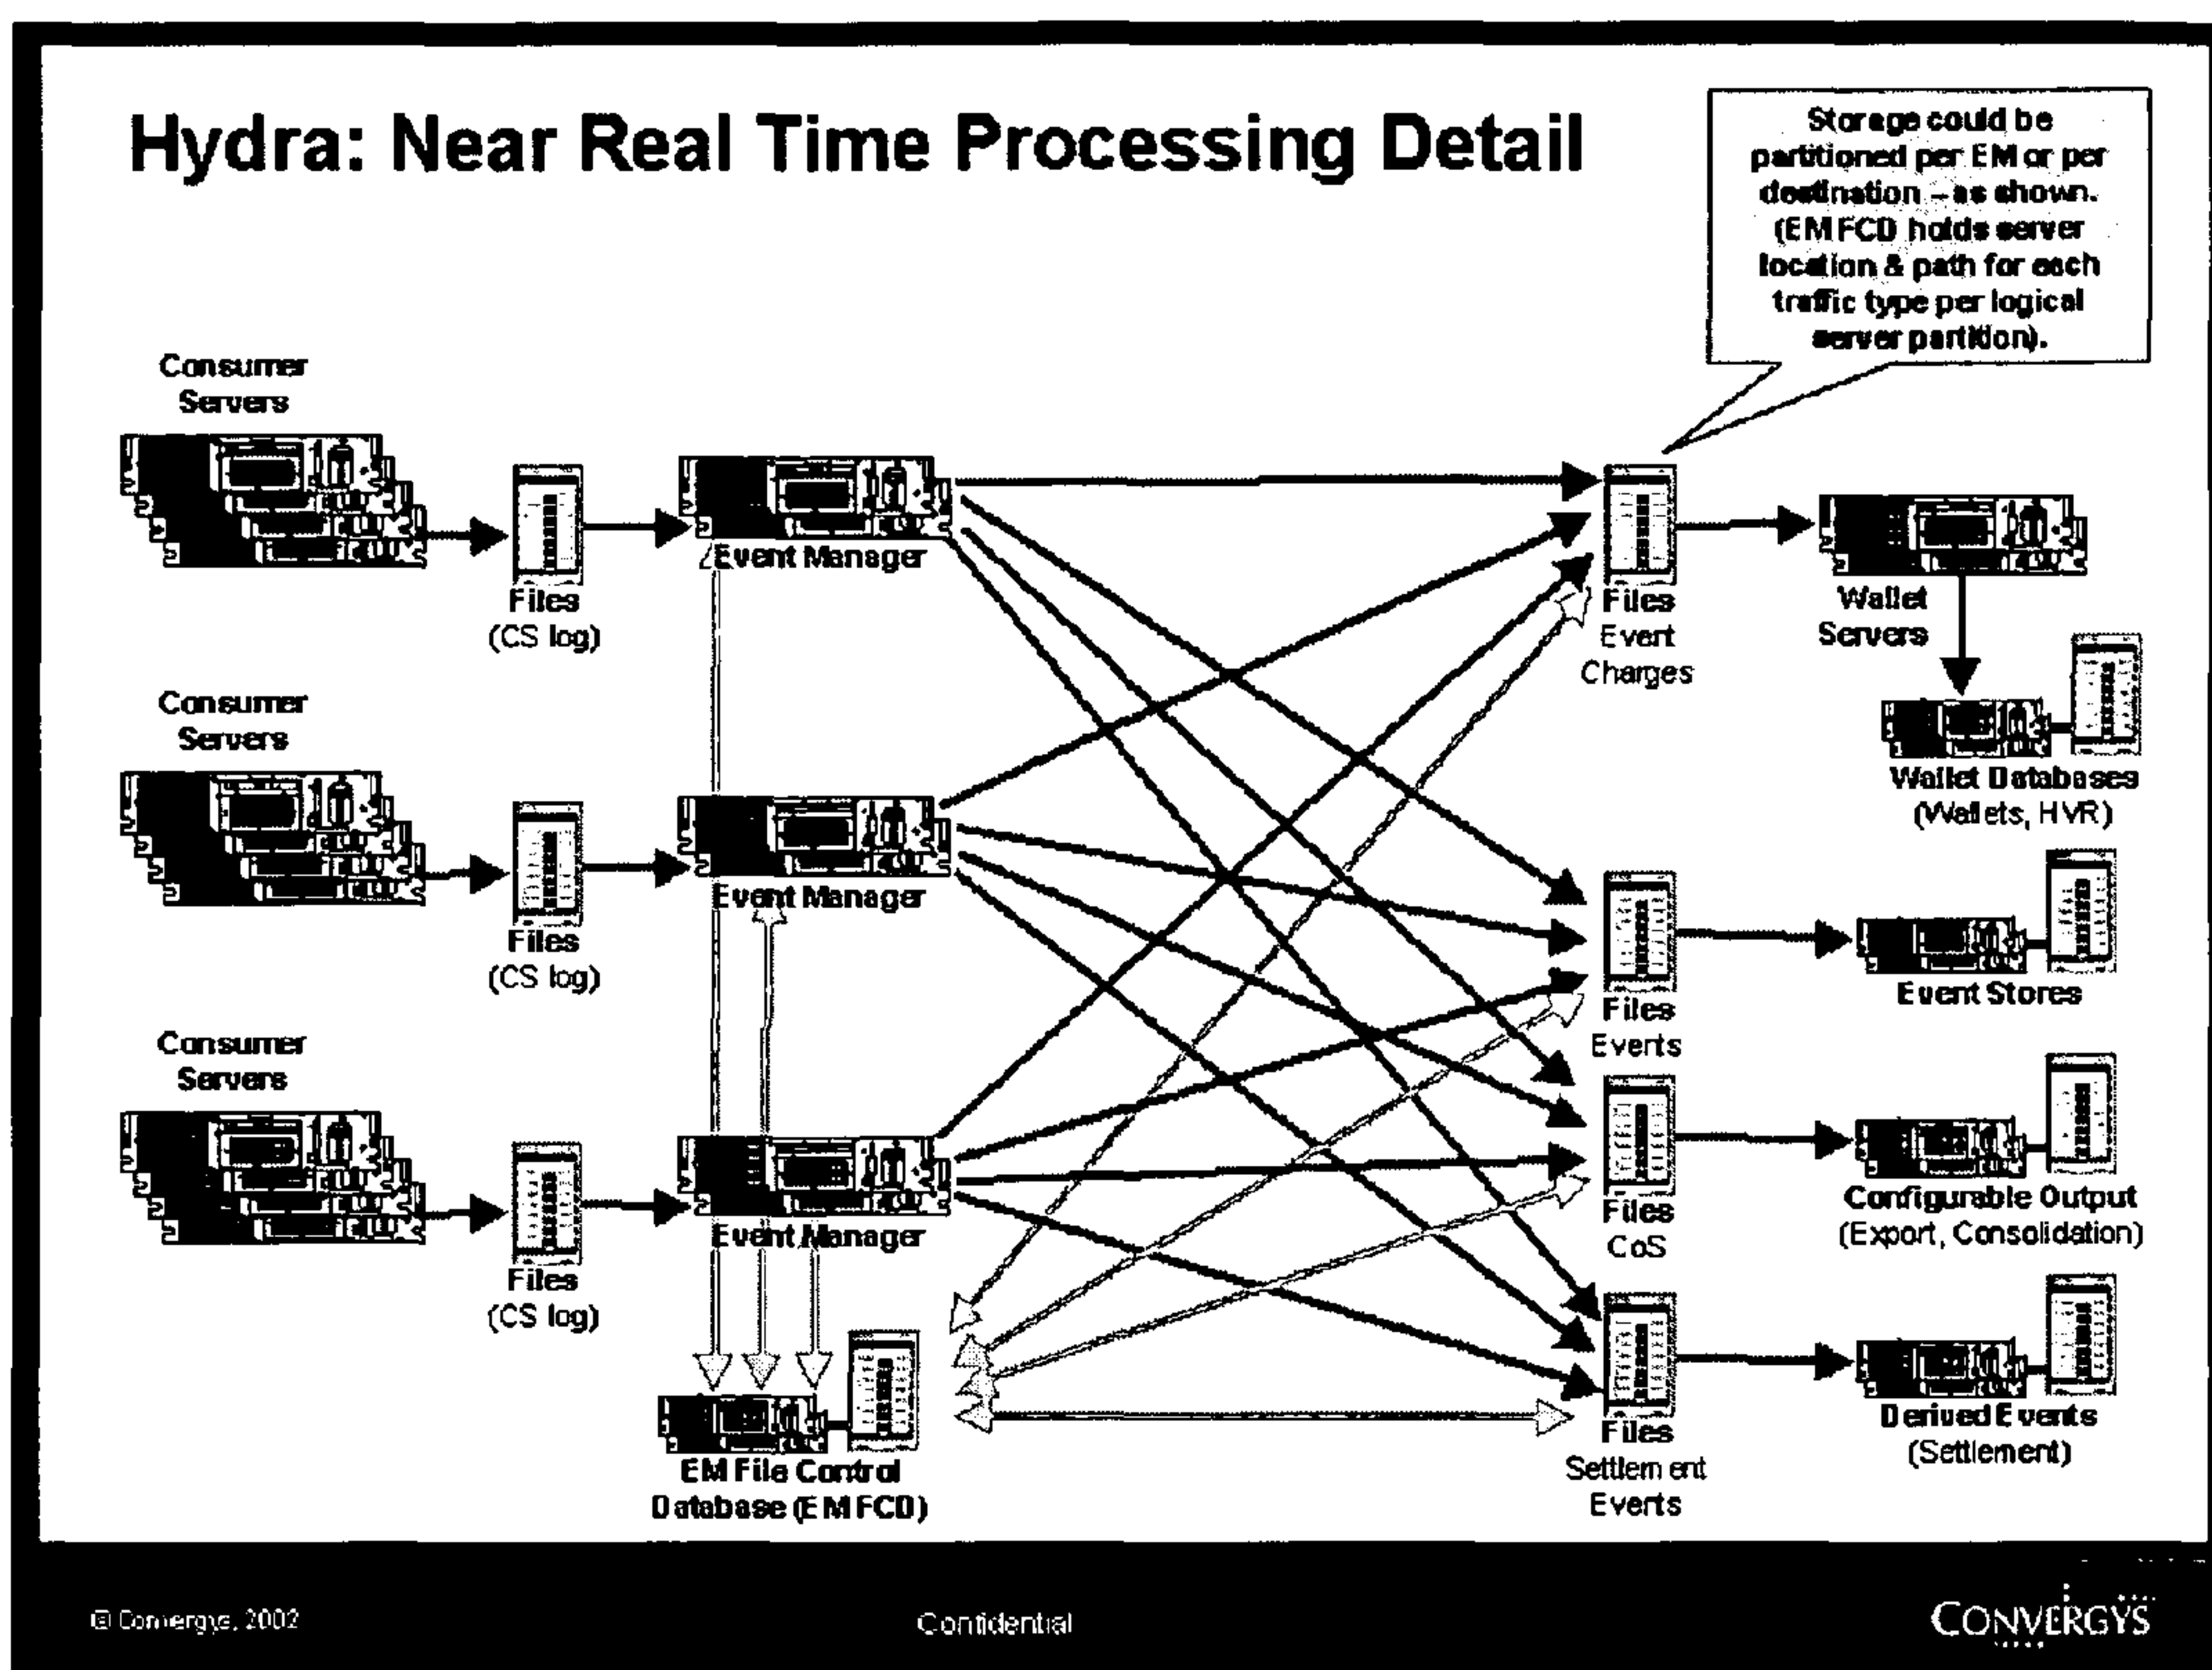 Hydra: Near Real Time Processing Detail
Storage could be
partitioned per EM or per
destination – as shown.
(EMFCD holds server
location & path for each
traffic type per logical
server partition).
Consumer
Servers
Files
(CS log)
Event Manager
Files
Event
Charges
Wallet
Servers
Wallet Databases
(Wallets, HVR)
Consumer
Servers
Files
(CS log)
Event Manager
Files
Events
Event Stores
Consumer
Servers
Files
(CS log)
Event Manager
Files
CoS
Configurable Output
(Export, Consolidation)
EM File Control
Database (EMFCD)
Files
Settlement
Events
Derived Events
(Settlement)
© Convergys, 2002
Confidential
CONVERGYS